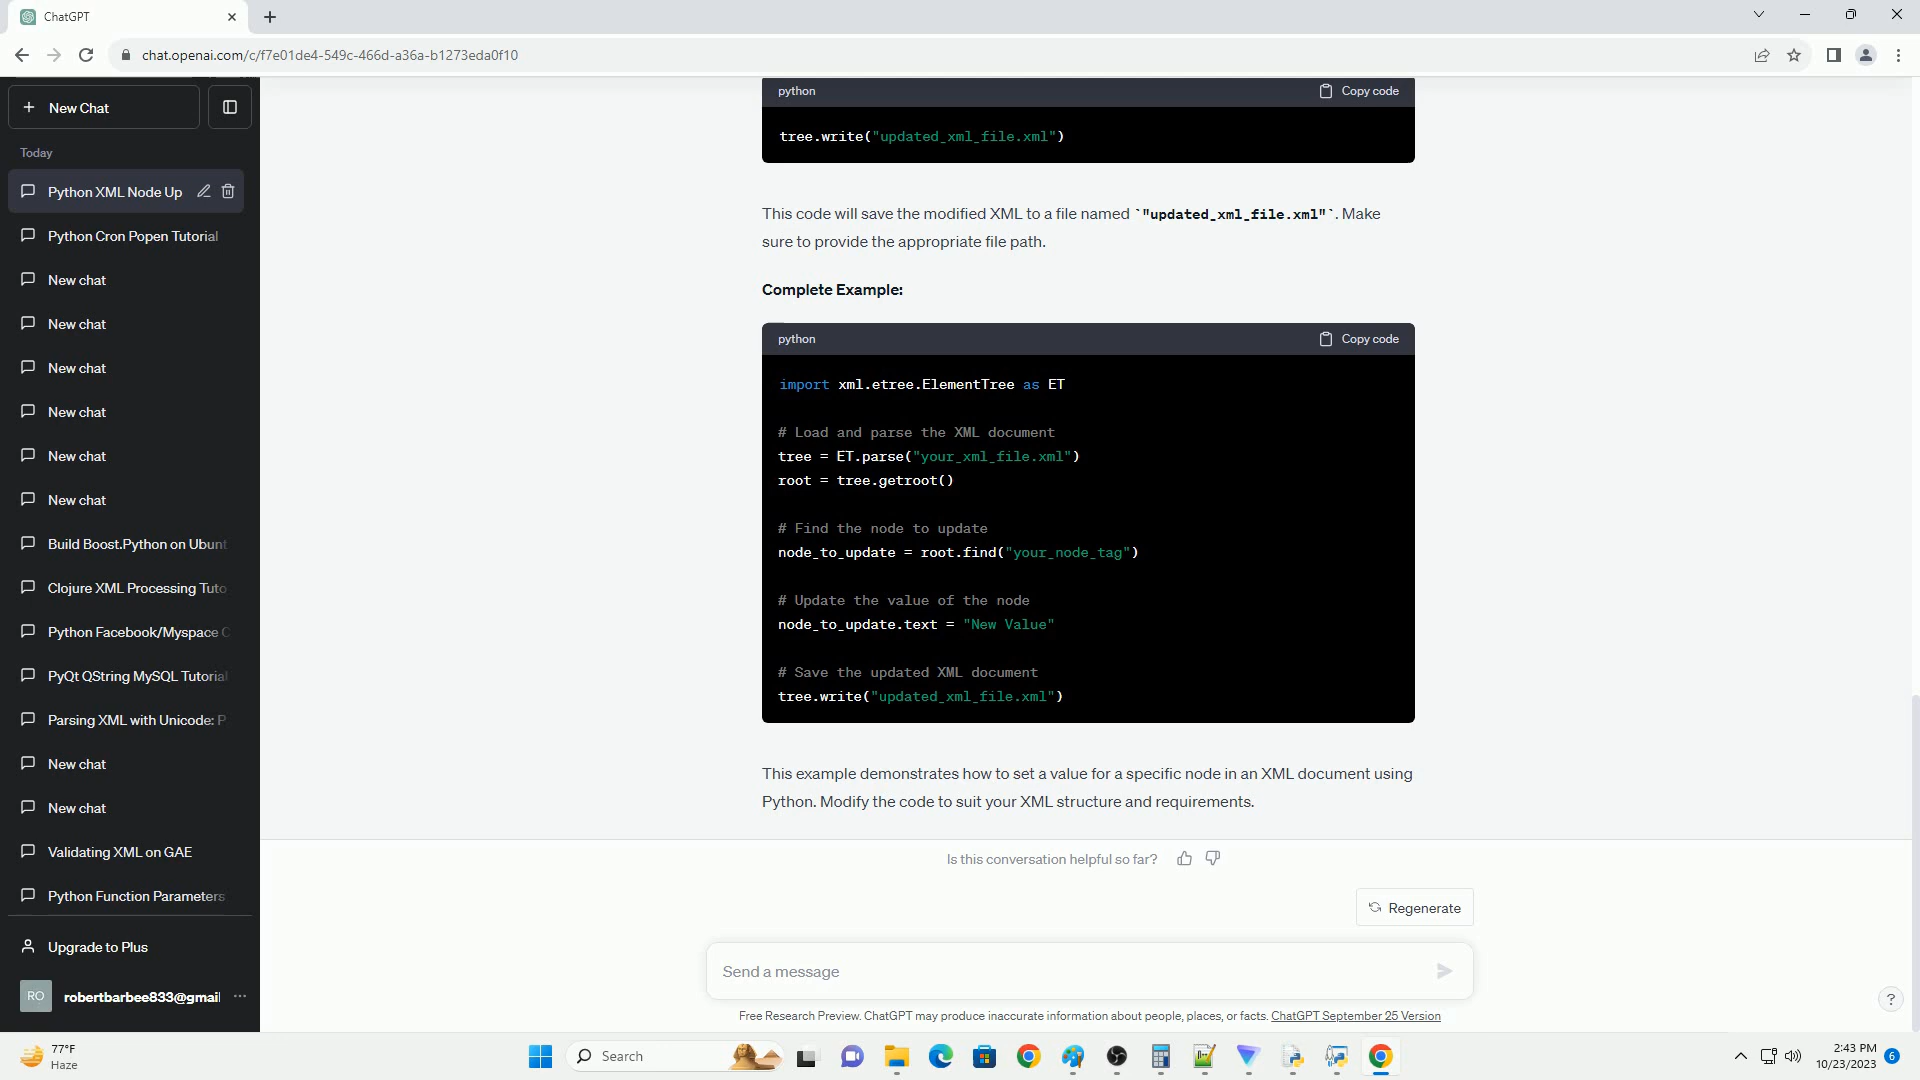 ChatGPT
chat.openai.com/c/f7e01de4-549c-466d-a36a-b1273eda0f10
New Chat
Today
Python XML Node Up
Python Cron Popen Tutorial
New chat
New chat
New chat
New chat
New chat
New chat
Build Boost.Python on Ubunt
Clojure XML Processing Tuto
Python Facebook/Myspace C
PyQt QString MySQL Tutorial
Parsing XML with Unicode: P
New chat
New chat
Validating XML on GAE
Python Function Parameters
Upgrade to Plus
RO
robertbarbee833@gmail
python
Copy code
tree.write("updated_xml_file.xml")
This code will save the modified XML to a file named `"updated_xml_file.xml"`. Make
sure to provide the appropriate file path.
Complete Example:
python
Copy code
import xml.etree.ElementTree as ET
# Load and parse the XML document
tree = ET.parse("your_xml_file.xml")
root = tree.getroot()
# Find the node to update
node_to_update = root.find("your_node_tag")
# Update the value of the node
node_to_update.text = "New Value"
# Save the updated XML document
tree.write("updated_xml_file.xml")
This example demonstrates how to set a value for a specific node in an XML document using
Python. Modify the code to suit your XML structure and requirements.
Is this conversation helpful so far?
Regenerate
Send a message
Free Research Preview. ChatGPT may produce inaccurate information about people, places, or facts. ChatGPT September 25 Version
?
77°F
Haze
Search
2:43 PM
10/23/2023
6